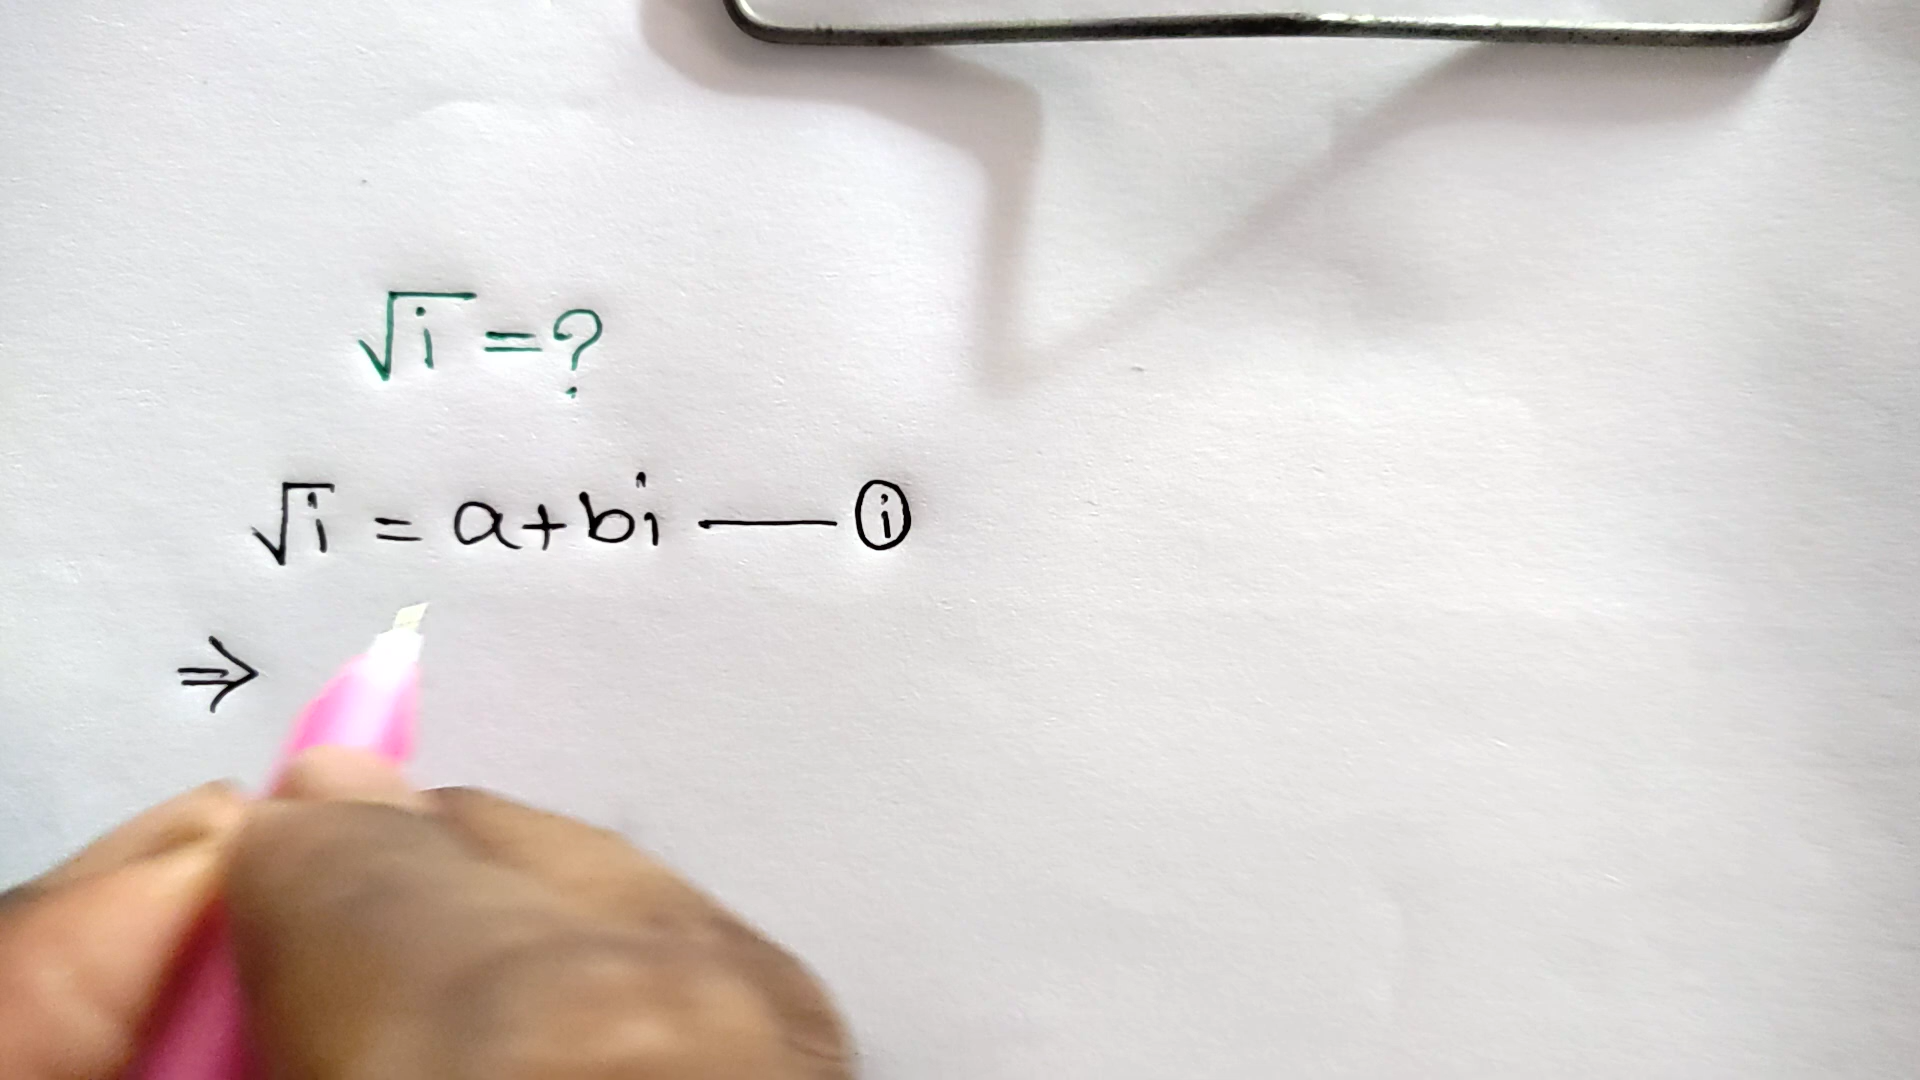 √i = ?
√i = a+bi —— ⓘ
⇒